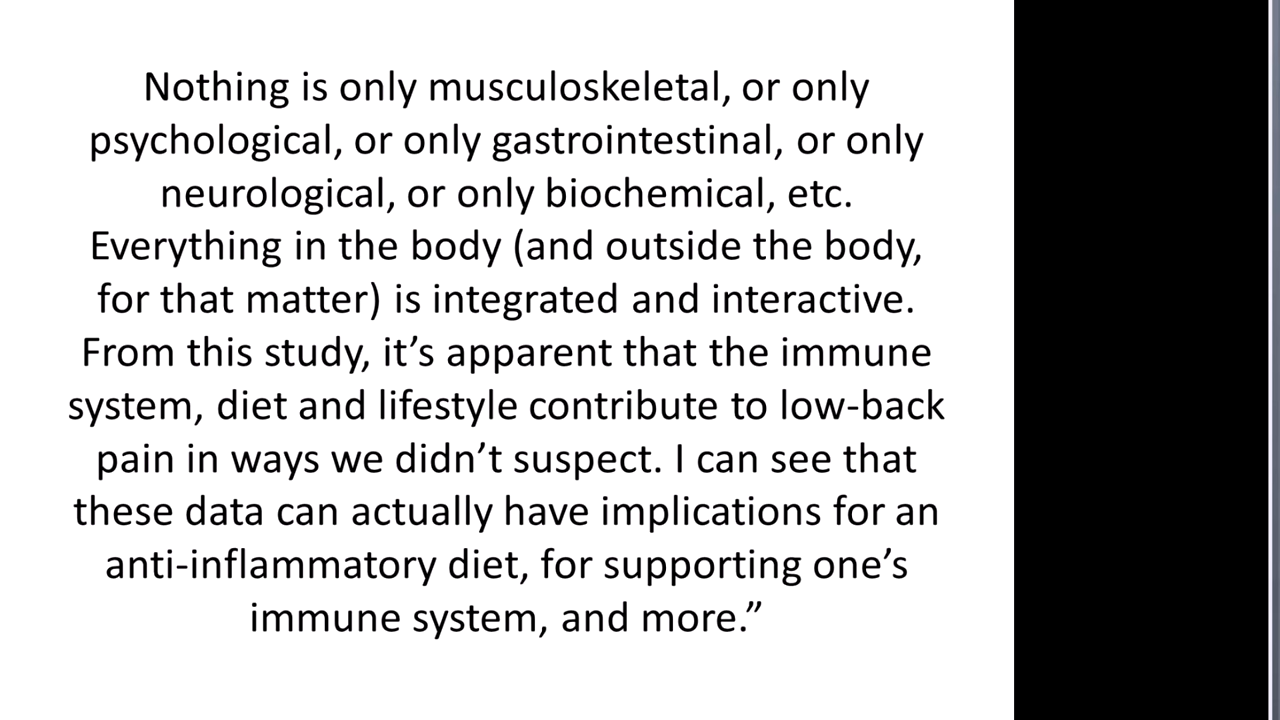 Nothing is only musculoskeletal, or only
psychological, or only gastrointestinal, or only
neurological, or only biochemical, etc.
Everything in the body (and outside the body,
for that matter) is integrated and interactive.
From this study, it’s apparent that the immune
system, diet and lifestyle contribute to low-back
pain in ways we didn’t suspect. I can see that
these data can actually have implications for an
anti-inflammatory diet, for supporting one’s
immune system, and more.”